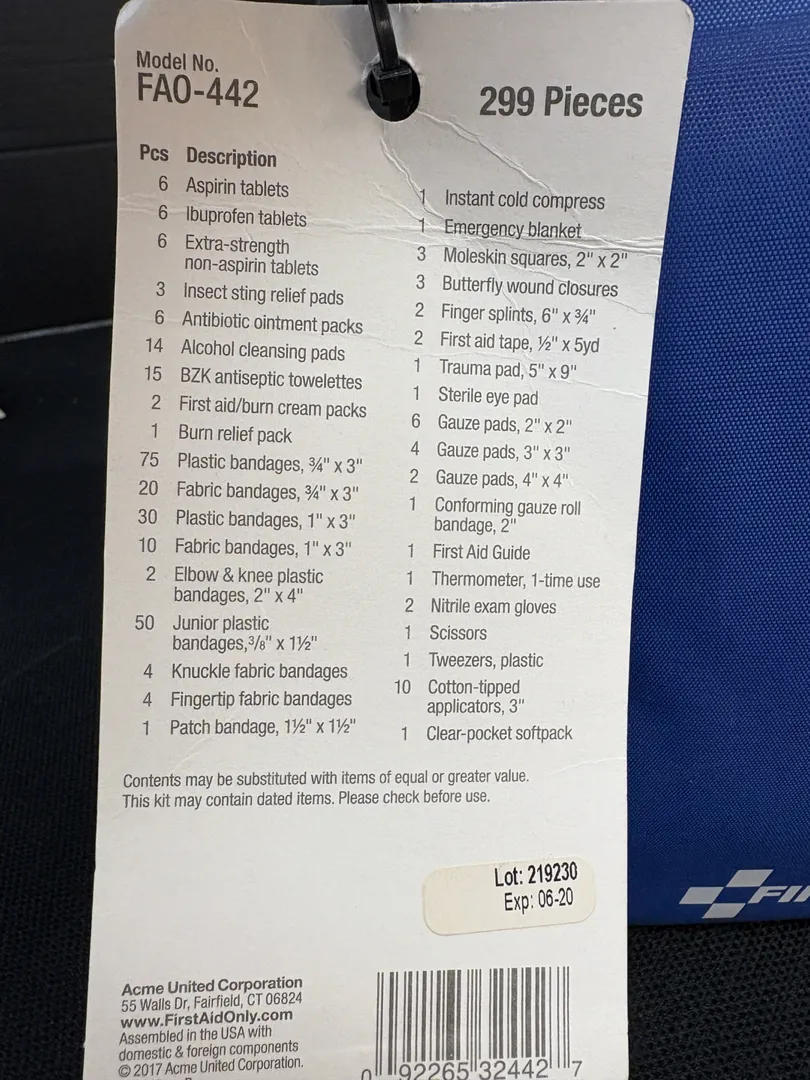 Model No.
FAO-442
299 Pieces
Pcs Description
6 Aspirin tablets
6 Ibuprofen tablets
6 Extra-strength
non-aspirin tablets
3 Insect sting relief pads
6 Antibiotic ointment packs
14 Alcohol cleansing pads
15 BZK antiseptic towelettes
2 First aid/burn cream packs
1 Burn relief pack
75 Plastic bandages, ¾" x 3"
20 Fabric bandages, ¾" x 3"
30 Plastic bandages, 1" x 3"
10 Fabric bandages, 1" x 3"
2 Elbow & knee plastic
bandages, 2" x 4"
50 Junior plastic
bandages,³/₈" x 1½"
4 Knuckle fabric bandages
4 Fingertip fabric bandages
1 Patch bandage, 1½" x 1½"
1 Instant cold compress
1 Emergency blanket
3 Moleskin squares, 2" x 2"
3 Butterfly wound closures
2 Finger splints, 6" x ¾"
2 First aid tape, ½" x 5yd
1 Trauma pad, 5" x 9"
1 Sterile eye pad
6 Gauze pads, 2" x 2"
4 Gauze pads, 3" x 3"
2 Gauze pads, 4" x 4"
1 Conforming gauze roll
bandage, 2"
1 First Aid Guide
1 Thermometer, 1-time use
2 Nitrile exam gloves
1 Scissors
1 Tweezers, plastic
10 Cotton-tipped
applicators, 3"
1 Clear-pocket softpack
Contents may be substituted with items of equal or greater value.
This kit may contain dated items. Please check before use.
Lot: 219230
Exp: 06-20
Acme United Corporation
55 Walls Dr, Fairfield, CT 06824
www.FirstAidOnly.com
Assembled in the USA with
domestic & foreign components
© 2017 Acme United Corporation.
0 92265 32442 7